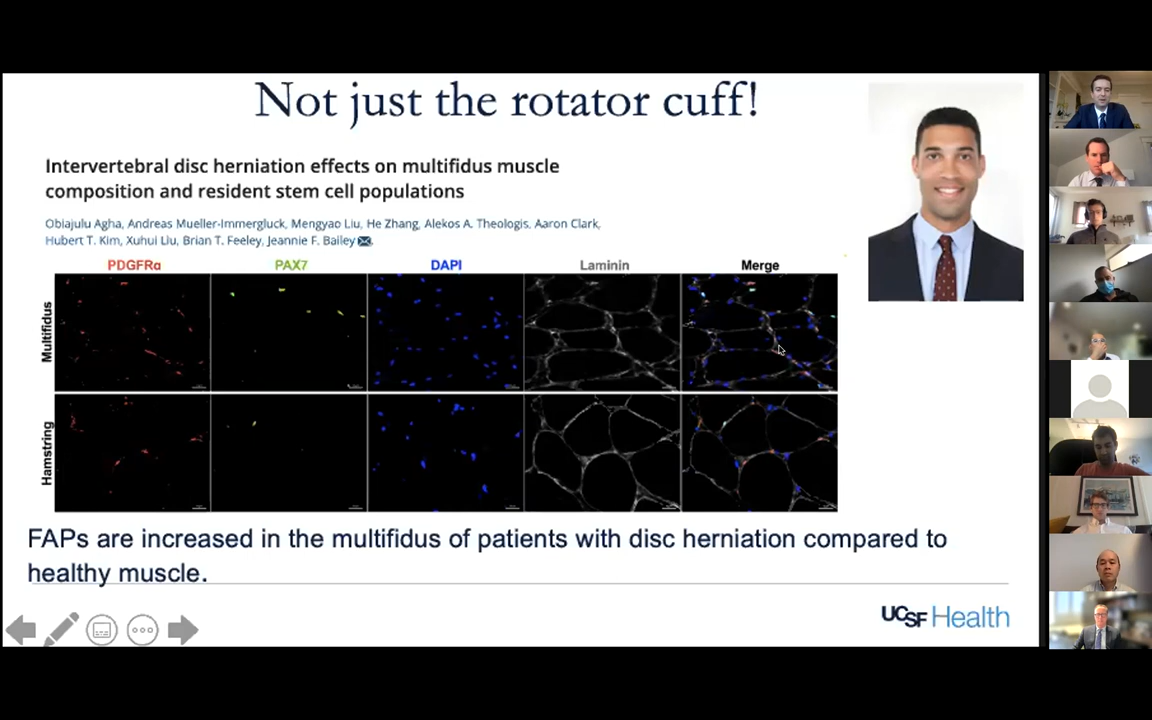 Not just the rotator cuff!
Intervertebral disc herniation effects on multifidus muscle
composition and resident stem cell populations
Obiajulu Agha, Andreas Mueller-Immergluck, Mengyao Liu, He Zhang, Alekos A. Theologis, Aaron Clark,
Hubert T. Kim, Xuhui Liu, Brian T. Feeley, Jeannie F. Bailey
PDGFRα PAX7 DAPI Laminin Merge
Multifidus
Hamstring
FAPs are increased in the multifidus of patients with disc herniation compared to
healthy muscle.
UCSF Health